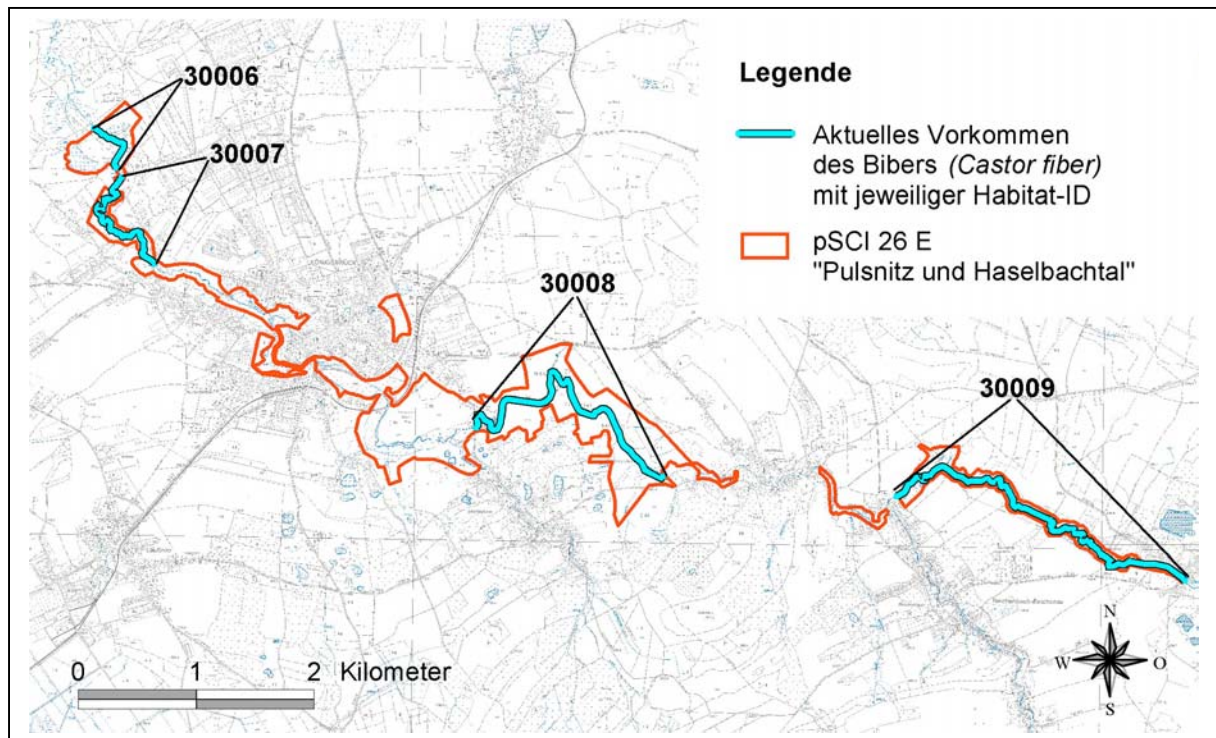 30006
30007
30008
30009
Legende
Aktuelles Vorkommen
des Bibers (Castor fiber)
mit jeweiliger Habitat-ID
pSCI 26 E
"Pulsnitz und Haselbachtal"
0 1 2 Kilometer
N
W O
S